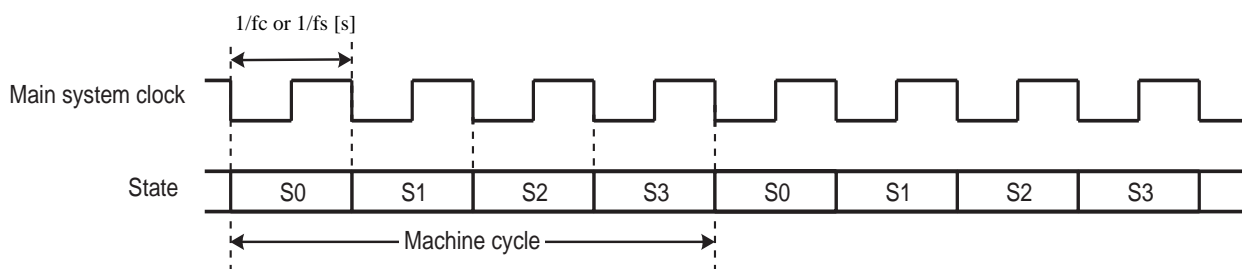 1/fc or 1/fs [s]
Main system clock
State S0 S1 S2 S3 S0 S1 S2 S3
Machine cycle